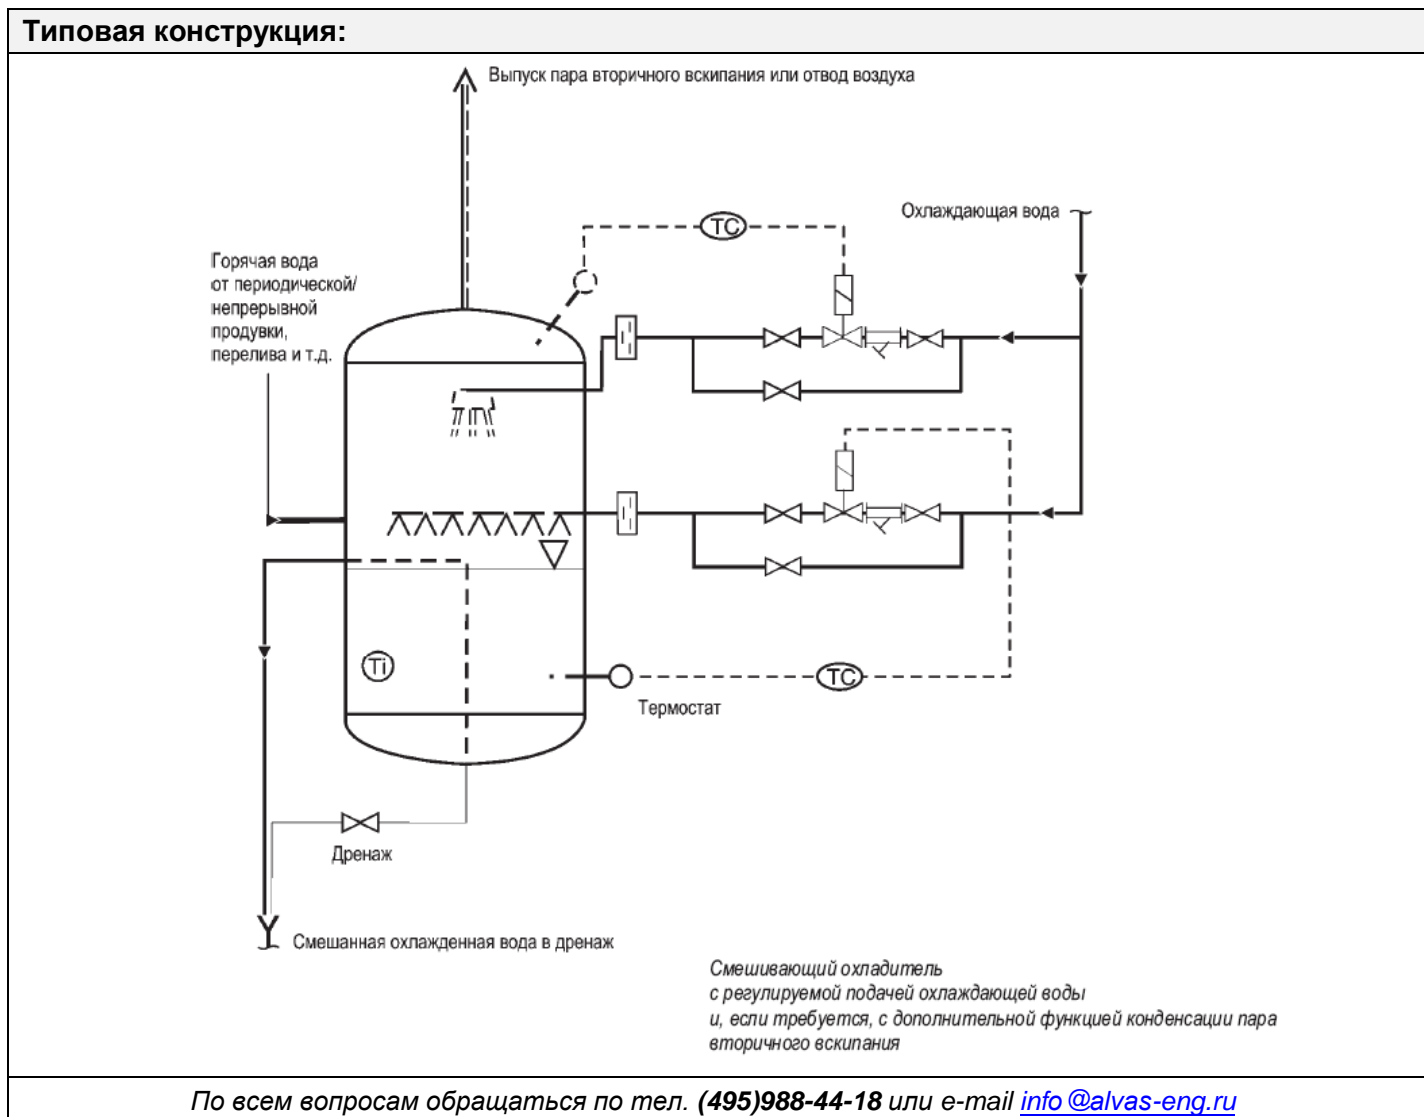 Типовая конструкция:
Выпуск пара вторичного вскипания или отвод воздуха
Охлаждающая вода
TC
Горячая вода
от периодической/
непрерывной
продувки,
перелива и т.д.
Ti
TC
Термостат
Дренаж
Смешанная охлажденная вода в дренаж
Смешивающий охладитель
с регулируемой подачей охлаждающей воды
и, если требуется, с дополнительной функцией конденсации пара
вторичного вскипания
По всем вопросам обращаться по тел. (495)988-44-18 или e-mail info@alvas-eng.ru